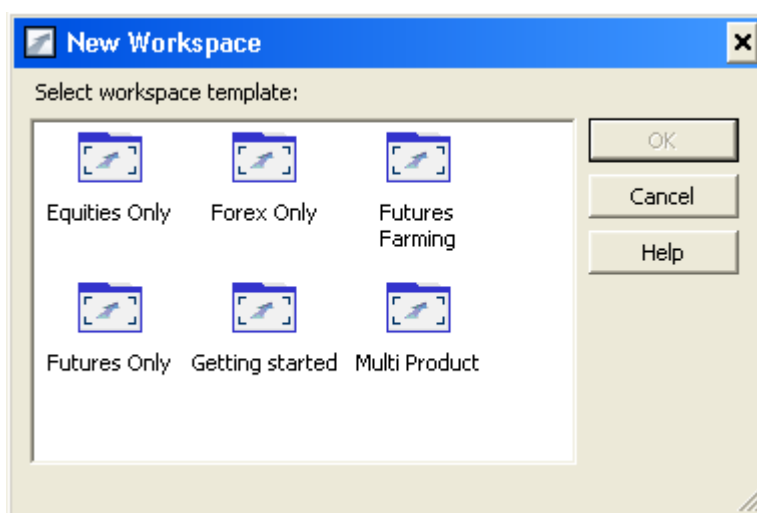 New Workspace
Select workspace template:
Equities Only
Forex Only
Futures
Farming
Futures Only
Getting started
Multi Product
OK
Cancel
Help